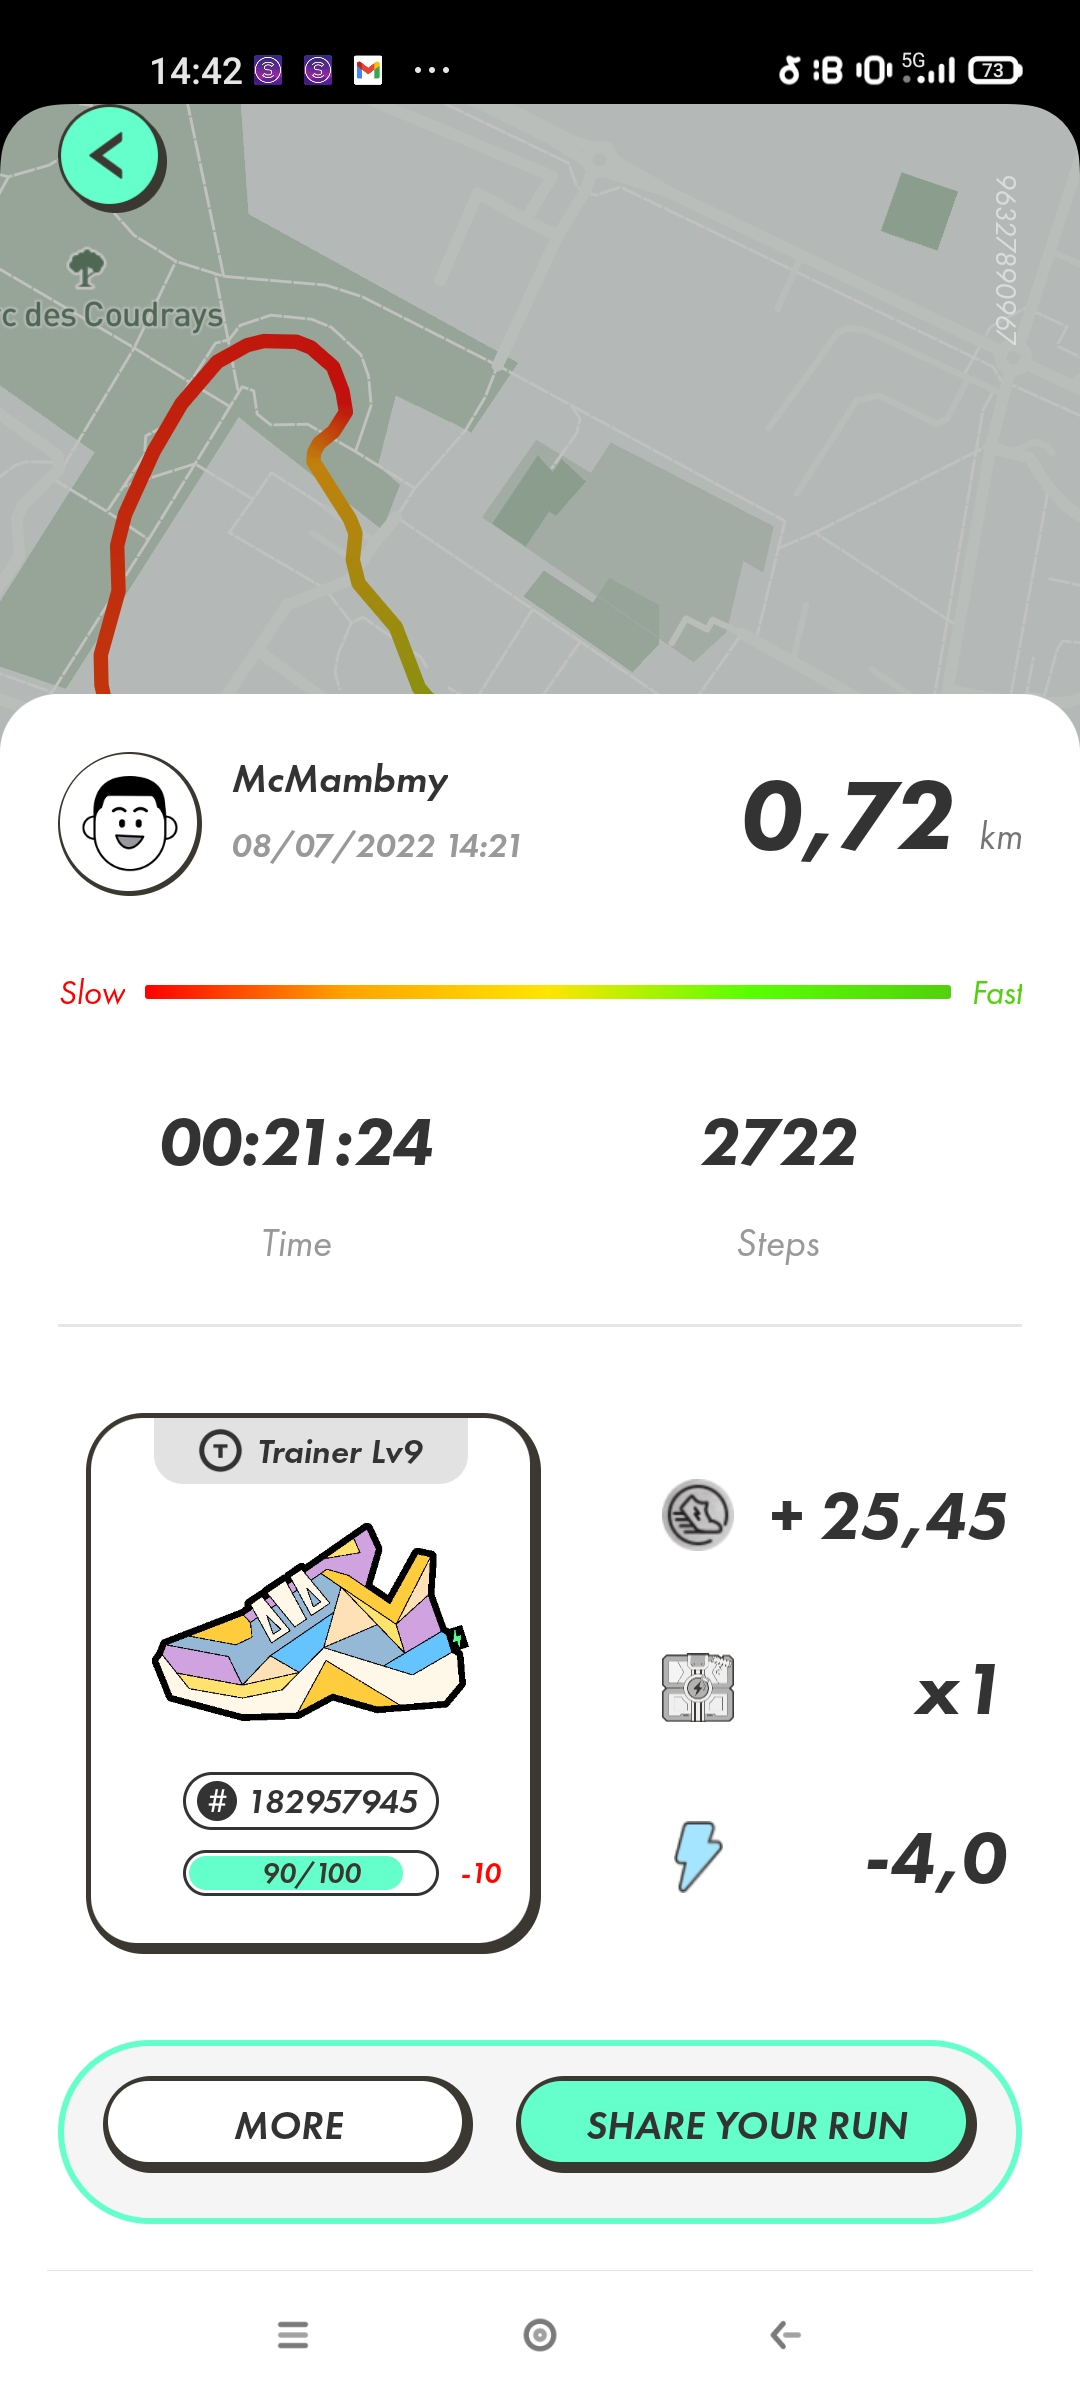 14:42
5G
73
9632789096​7
c des Coudrays
McMambmy
08/07/2022 14:21
0,72 km
Slow
Fast
00:21:24
2722
Time
Steps
T Trainer Lv9
+ 25,45
x1
# 182957945
90/100 -10
-4,0
MORE
SHARE YOUR RUN